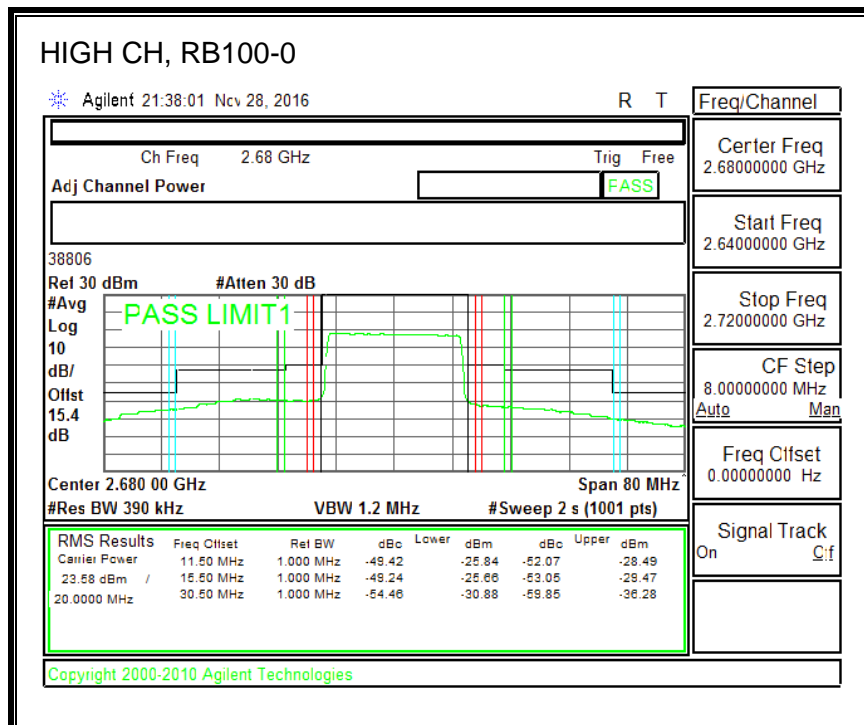 HIGH CH, RB100-0
Agilent 21:38:01 Nov 28, 2016 R T
Freq/Channel
Ch Freq 2.68 GHz Trig Free
Adj Channel Power PASS
38806
Ref 30 dBm #Atten 30 dB
#Avg
Log
10
dB/
Offst
15.4
dB
PASS LIMIT1
Center 2.680 00 GHz Span 80 MHz^
#Res BW 390 kHz VBW 1.2 MHz #Sweep 2 s (1001 pts)
RMS Results Freq Offset Ref BW dBc Lower dBm dBc Upper dBm
Carrier Power 11.50 MHz 1.000 MHz -49.42 -25.84 -52.07 -28.49
23.58 dBm / 15.50 MHz 1.000 MHz -49.24 -25.66 -53.05 -29.47
20.0000 MHz 30.50 MHz 1.000 MHz -54.46 -30.88 -59.85 -36.28
Center Freq
2.68000000 GHz
Start Freq
2.64000000 GHz
Stop Freq
2.72000000 GHz
CF Step
8.00000000 MHz
Auto Man
Freq Offset
0.00000000 Hz
Signal Track
On Off
Copyright 2000-2010 Agilent Technologies